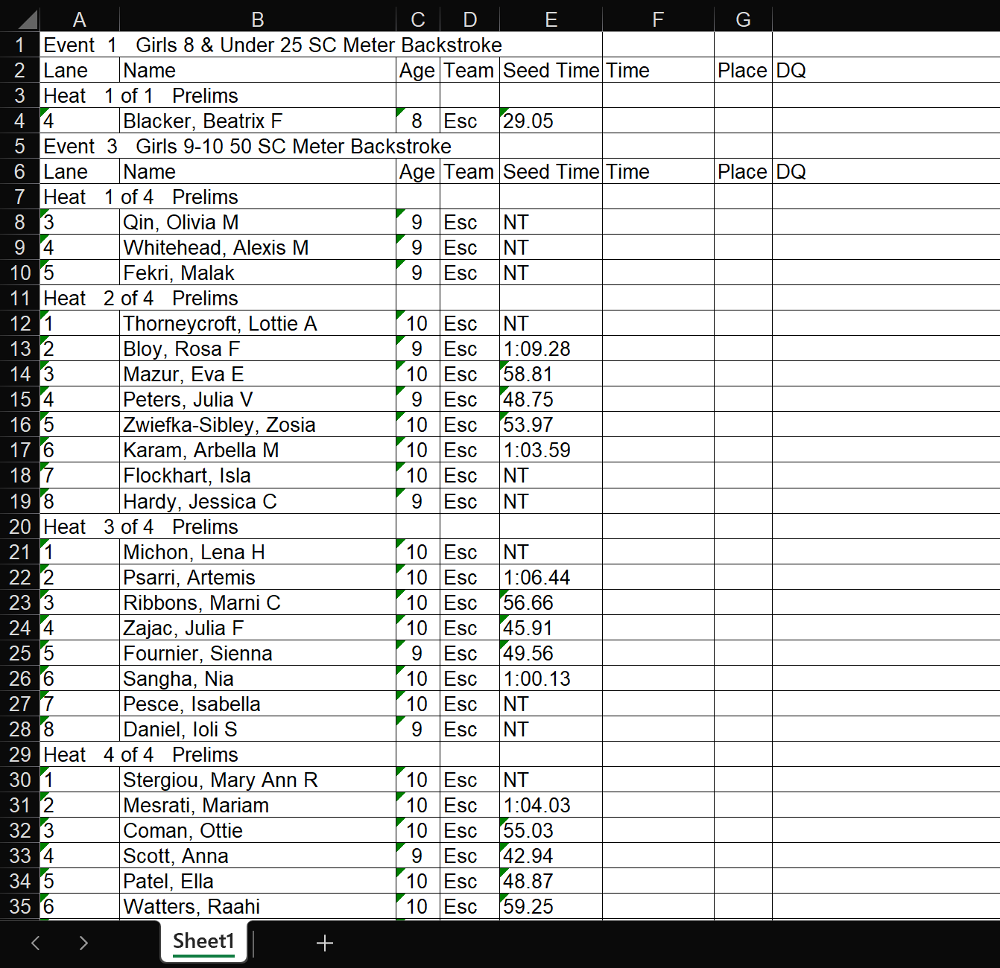 A B C D E F G
1 Event 1 Girls 8 & Under 25 SC Meter Backstroke
2 Lane Name Age Team Seed Time Time Place DQ
3 Heat 1 of 1 Prelims
4 4 Blacker, Beatrix F 8 Esc 29.05
5 Event 3 Girls 9-10 50 SC Meter Backstroke
6 Lane Name Age Team Seed Time Time Place DQ
7 Heat 1 of 4 Prelims
8 3 Qin, Olivia M 9 Esc NT
9 4 Whitehead, Alexis M 9 Esc NT
10 5 Fekri, Malak 9 Esc NT
11 Heat 2 of 4 Prelims
12 1 Thorneycroft, Lottie A 10 Esc NT
13 2 Bloy, Rosa F 9 Esc 1:09.28
14 3 Mazur, Eva E 10 Esc 58.81
15 4 Peters, Julia V 9 Esc 48.75
16 5 Zwiefka-Sibley, Zosia 10 Esc 53.97
17 6 Karam, Arbella M 10 Esc 1:03.59
18 7 Flockhart, Isla 10 Esc NT
19 8 Hardy, Jessica C 9 Esc NT
20 Heat 3 of 4 Prelims
21 1 Michon, Lena H 10 Esc NT
22 2 Psarri, Artemis 10 Esc 1:06.44
23 3 Ribbons, Marni C 10 Esc 56.66
24 4 Zajac, Julia F 10 Esc 45.91
25 5 Fournier, Sienna 9 Esc 49.56
26 6 Sangha, Nia 10 Esc 1:00.13
27 7 Pesce, Isabella 10 Esc NT
28 8 Daniel, Ioli S 9 Esc NT
29 Heat 4 of 4 Prelims
30 1 Stergiou, Mary Ann R 10 Esc NT
31 2 Mesrati, Mariam 10 Esc 1:04.03
32 3 Coman, Ottie 10 Esc 55.03
33 4 Scott, Anna 9 Esc 42.94
34 5 Patel, Ella 10 Esc 48.87
35 6 Watters, Raahi 10 Esc 59.25
Sheet1